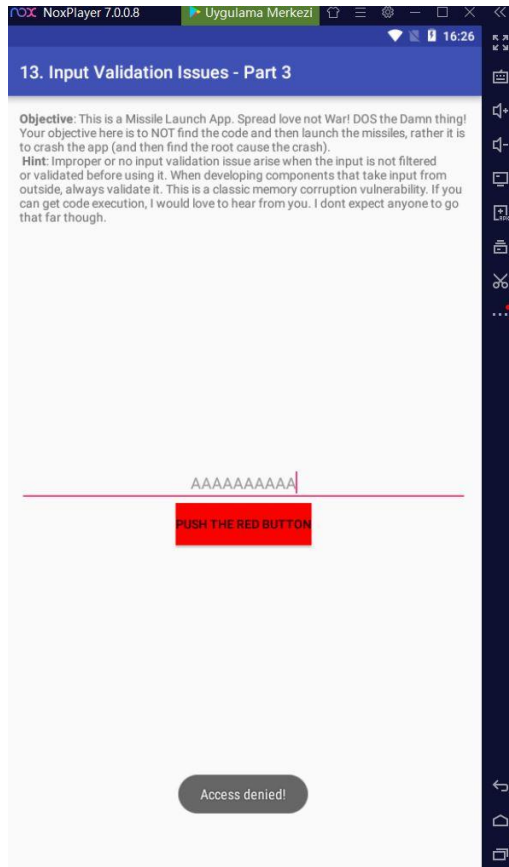 nox NoxPlayer 7.0.0.8 Uygulama Merkezi
16:26
13. Input Validation Issues - Part 3
Objective: This is a Missile Launch App. Spread love not War! DOS the Damn thing!
Your objective here is to NOT find the code and then launch the missiles, rather it is
to crash the app (and then find the root cause the crash).
Hint: Improper or no input validation issue arise when the input is not filtered
or validated before using it. When developing components that take input from
outside, always validate it. This is a classic memory corruption vulnerability. If you
can get code execution, I would love to hear from you. I dont expect anyone to go
that far though.
AAAAAAAAAA
PUSH THE RED BUTTON
Access denied!